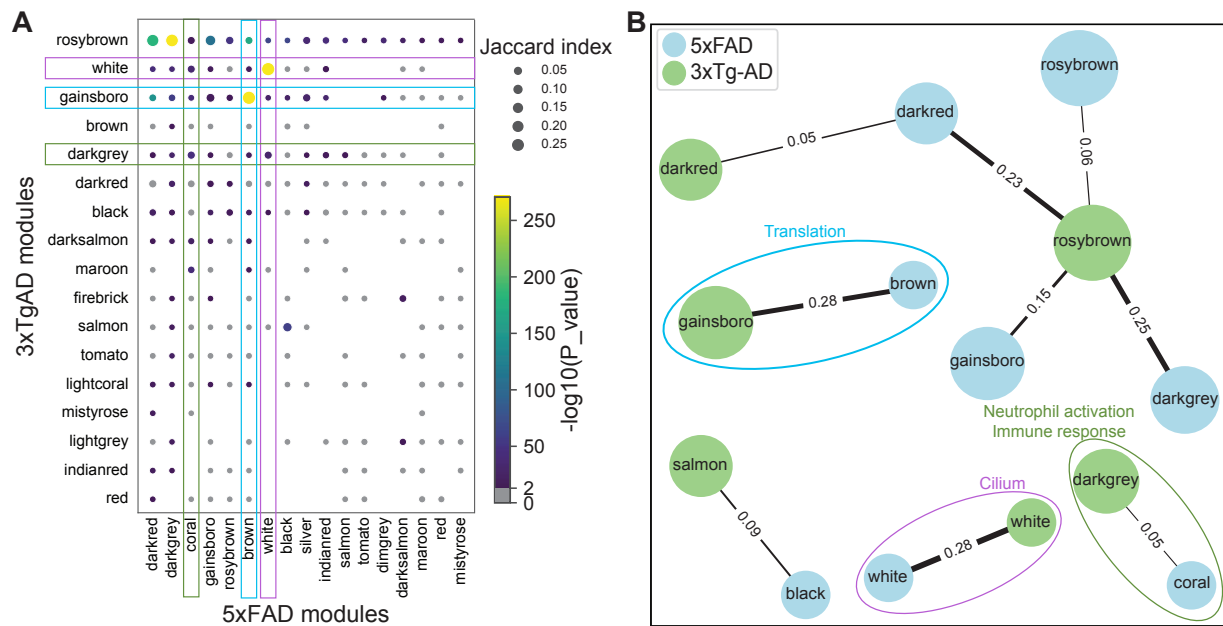 A
rosybrown
white
gainsboro
brown
darkgrey
darkred
black
darksalmon
maroon
firebrick
salmon
tomato
lightcoral
mistyrose
lightgrey
indianred
red
3xTgAD modules
darkred
darkgrey
coral
gainsboro
rosybrown
brown
white
black
silver
indianred
salmon
tomato
dimgrey
darksalmon
maroon
red
mistyrose
5xFAD modules
Jaccard index
0.05
0.10
0.15
0.20
0.25
250
200
150
100
50
2
0
-log10(P_value)
B
5xFAD
3xTg-AD
rosybrown
darkred
0.05
darkred
0.06
0.23
rosybrown
Translation
brown
0.28
gainsboro
0.15
0.25
gainsboro
darkgrey
Neutrophil activation
Immune response
salmon
darkgrey
Cilium
0.09
white
0.28
white
0.05
black
coral